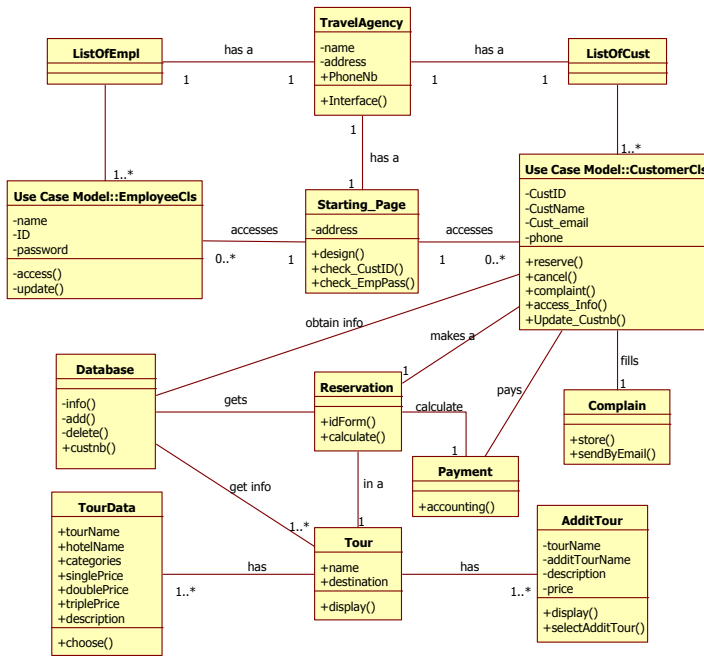 TravelAgency
-name
-address
+PhoneNb
+Interface()
ListOfEmpl
ListOfCust
has a
1
1
has a
1
1
1
has a
1
1..*
1..*
Use Case Model::EmployeeCls
-name
-ID
-password
-access()
-update()
accesses
0..*
1
Starting_Page
-address
+design()
+check_CustID()
+check_EmpPass()
accesses
1
0..*
Use Case Model::CustomerCls
-CustID
-CustName
-Cust_email
-phone
+reserve()
+cancel()
+complaint()
+access_Info()
+Update_Custnb()
obtain info
makes a
1
pays
fills
1
Database
-info()
-add()
-delete()
+custnb()
gets
Reservation
+idForm()
+calculate()
calculate
1
Payment
+accounting()
Complain
+store()
+sendByEmail()
get info
1..*
in a
1
TourData
+tourName
+hotelName
+categories
+singlePrice
+doublePrice
+triplePrice
+description
+choose()
has
1..*
Tour
+name
+destination
+display()
has
1..*
AdditTour
-tourName
-additTourName
-description
-price
+display()
+selectAdditTour()